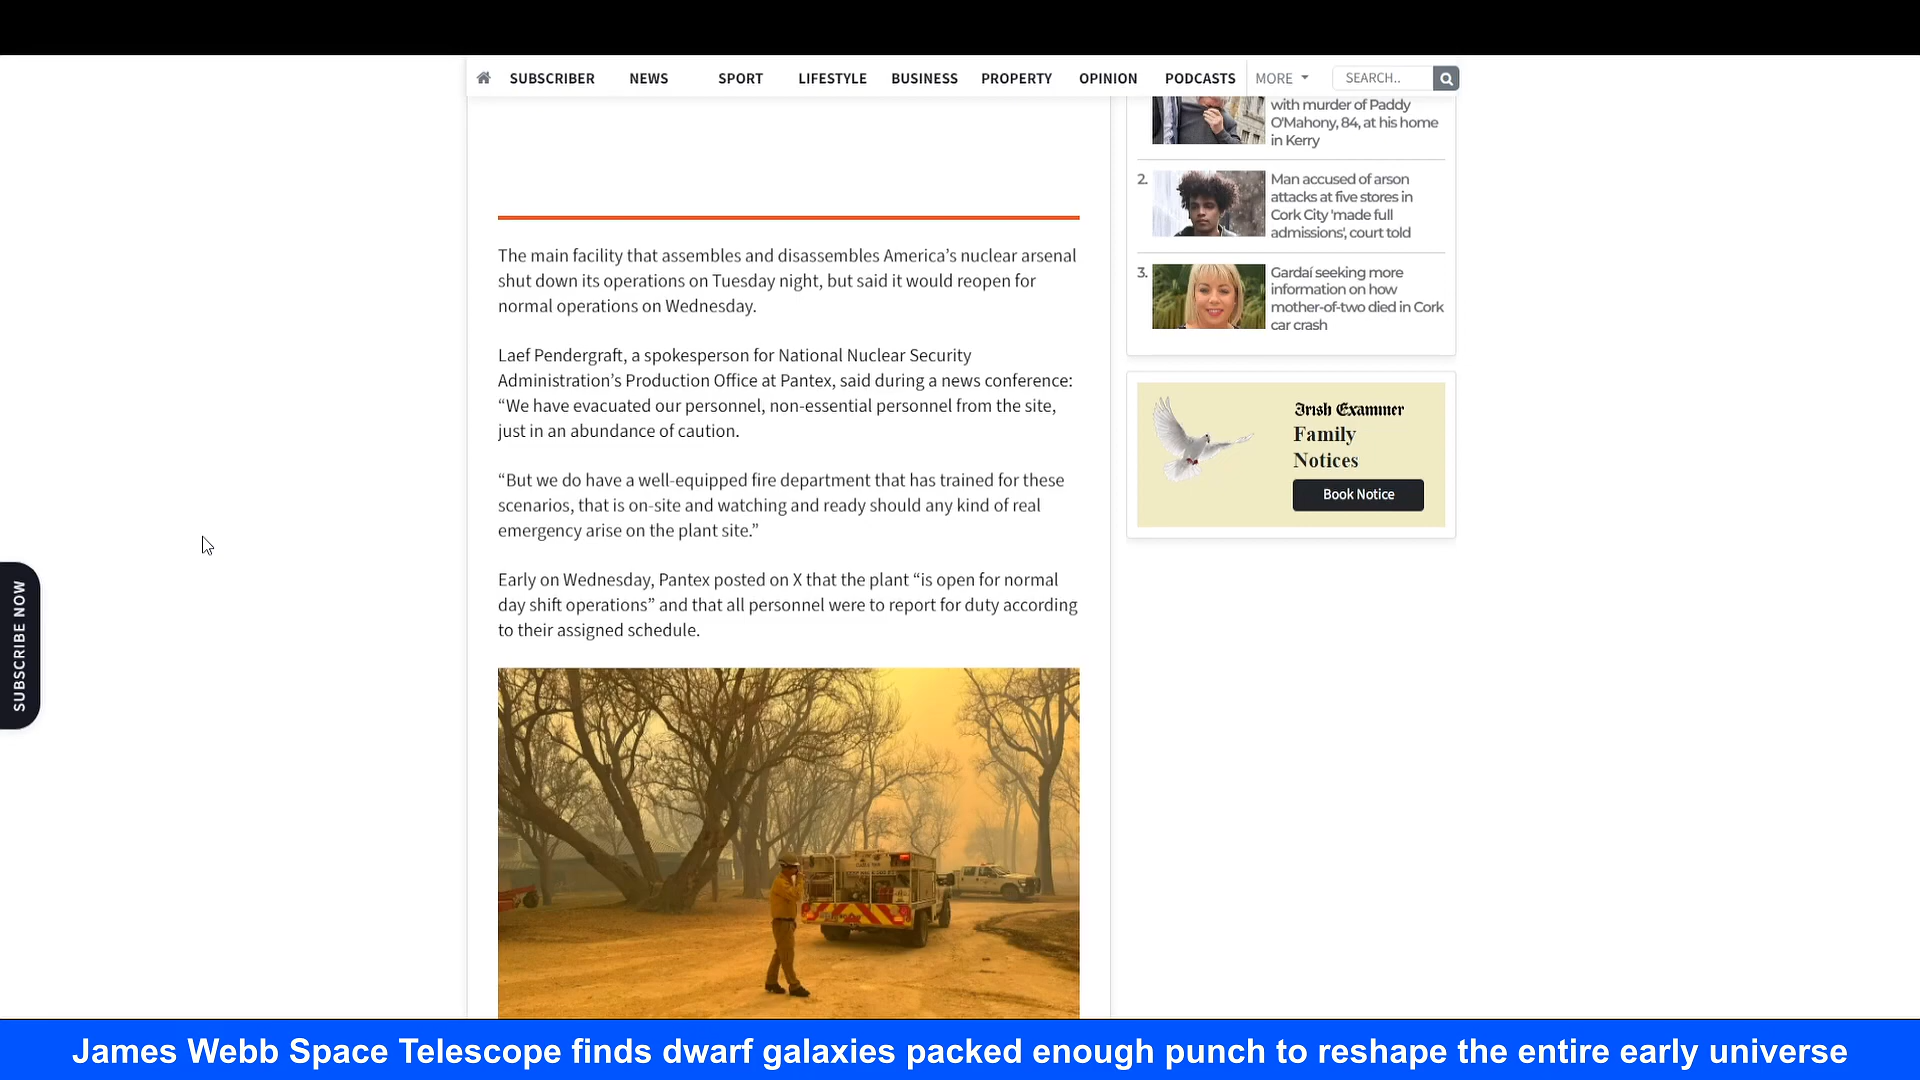 SUBSCRIBER NEWS SPORT LIFESTYLE BUSINESS PROPERTY OPINION PODCASTS MORE SEARCH..
The main facility that assembles and disassembles America’s nuclear arsenal
shut down its operations on Tuesday night, but said it would reopen for
normal operations on Wednesday.
Laef Pendergraft, a spokesperson for National Nuclear Security
Administration’s Production Office at Pantex, said during a news conference:
“We have evacuated our personnel, non-essential personnel from the site,
just in an abundance of caution.
“But we do have a well-equipped fire department that has trained for these
scenarios, that is on-site and watching and ready should any kind of real
emergency arise on the plant site.”
Early on Wednesday, Pantex posted on X that the plant “is open for normal
day shift operations” and that all personnel were to report for duty according
to their assigned schedule.
with murder of Paddy
O'Mahony, 84, at his home
in Kerry
2. Man accused of arson
attacks at five stores in
Cork City 'made full
admissions', court told
3. Gardaí seeking more
information on how
mother-of-two died in Cork
car crash
Irish Examiner
Family
Notices
Book Notice
SUBSCRIBE NOW
James Webb Space Telescope finds dwarf galaxies packed enough punch to reshape the entire early universe